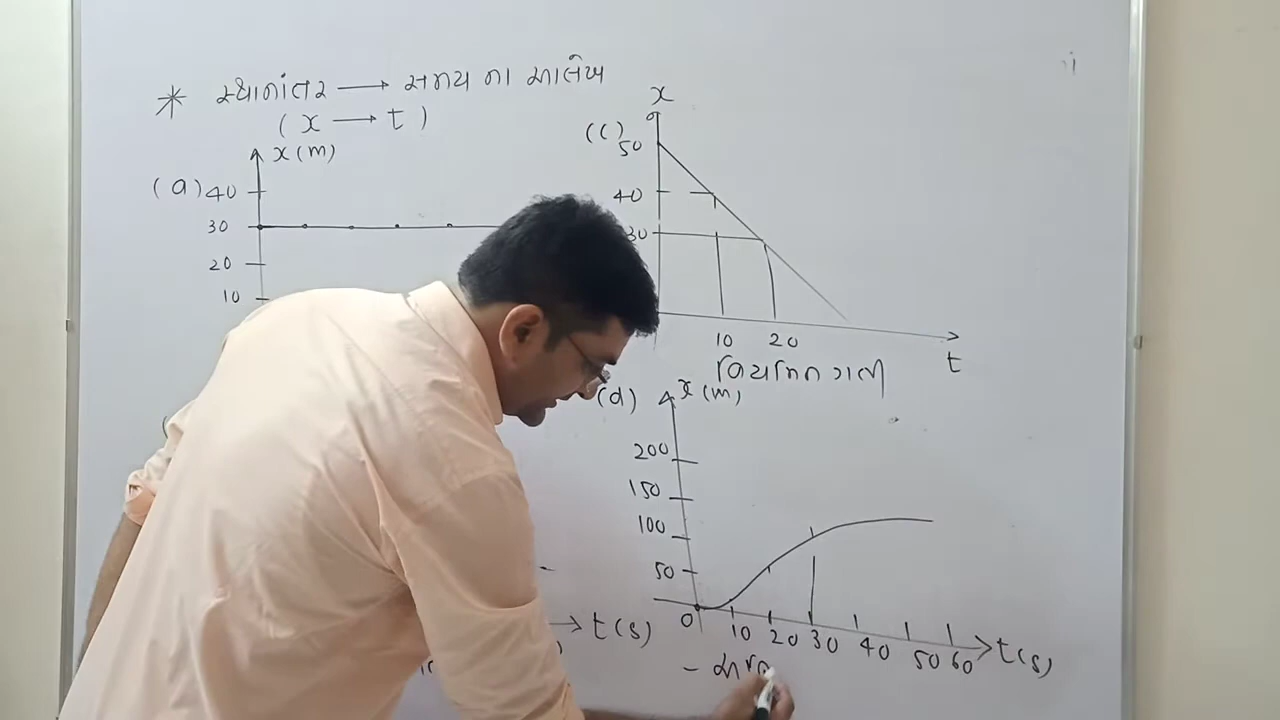 * સ્થાનાંતર → સમય ના આલેખ
( x → t )
(a) x (m)
40
30
20
10
t (s)
(c) x
50
40
30
10 20 t
નિયમિત ગતિ
(d) x (m)
200
150
100
50
0 10 20 30 40 50 60 t (s)